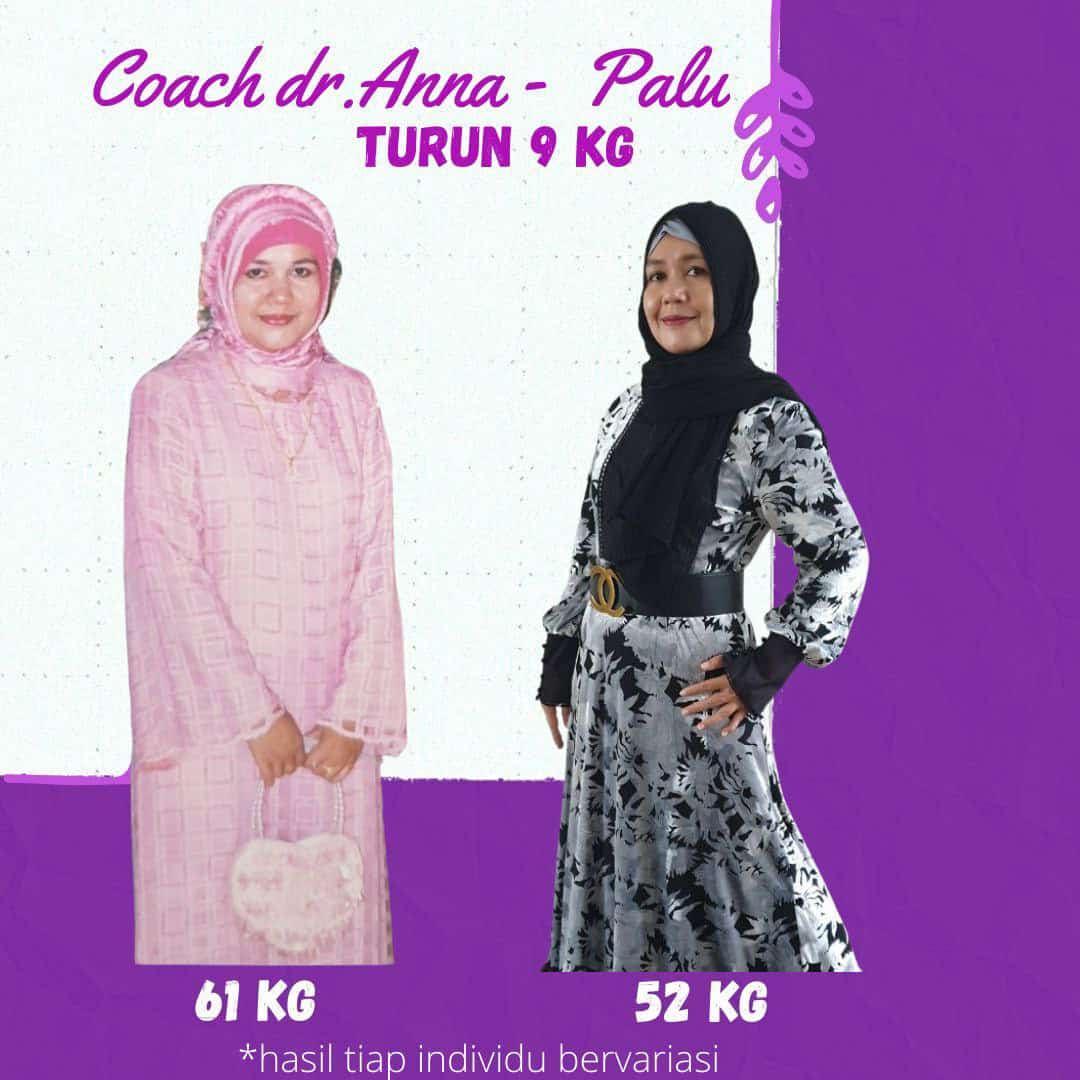 Coach dr.Anna - Palu
TURUN 9 KG
61 KG
52 KG
*hasil tiap individu bervariasi